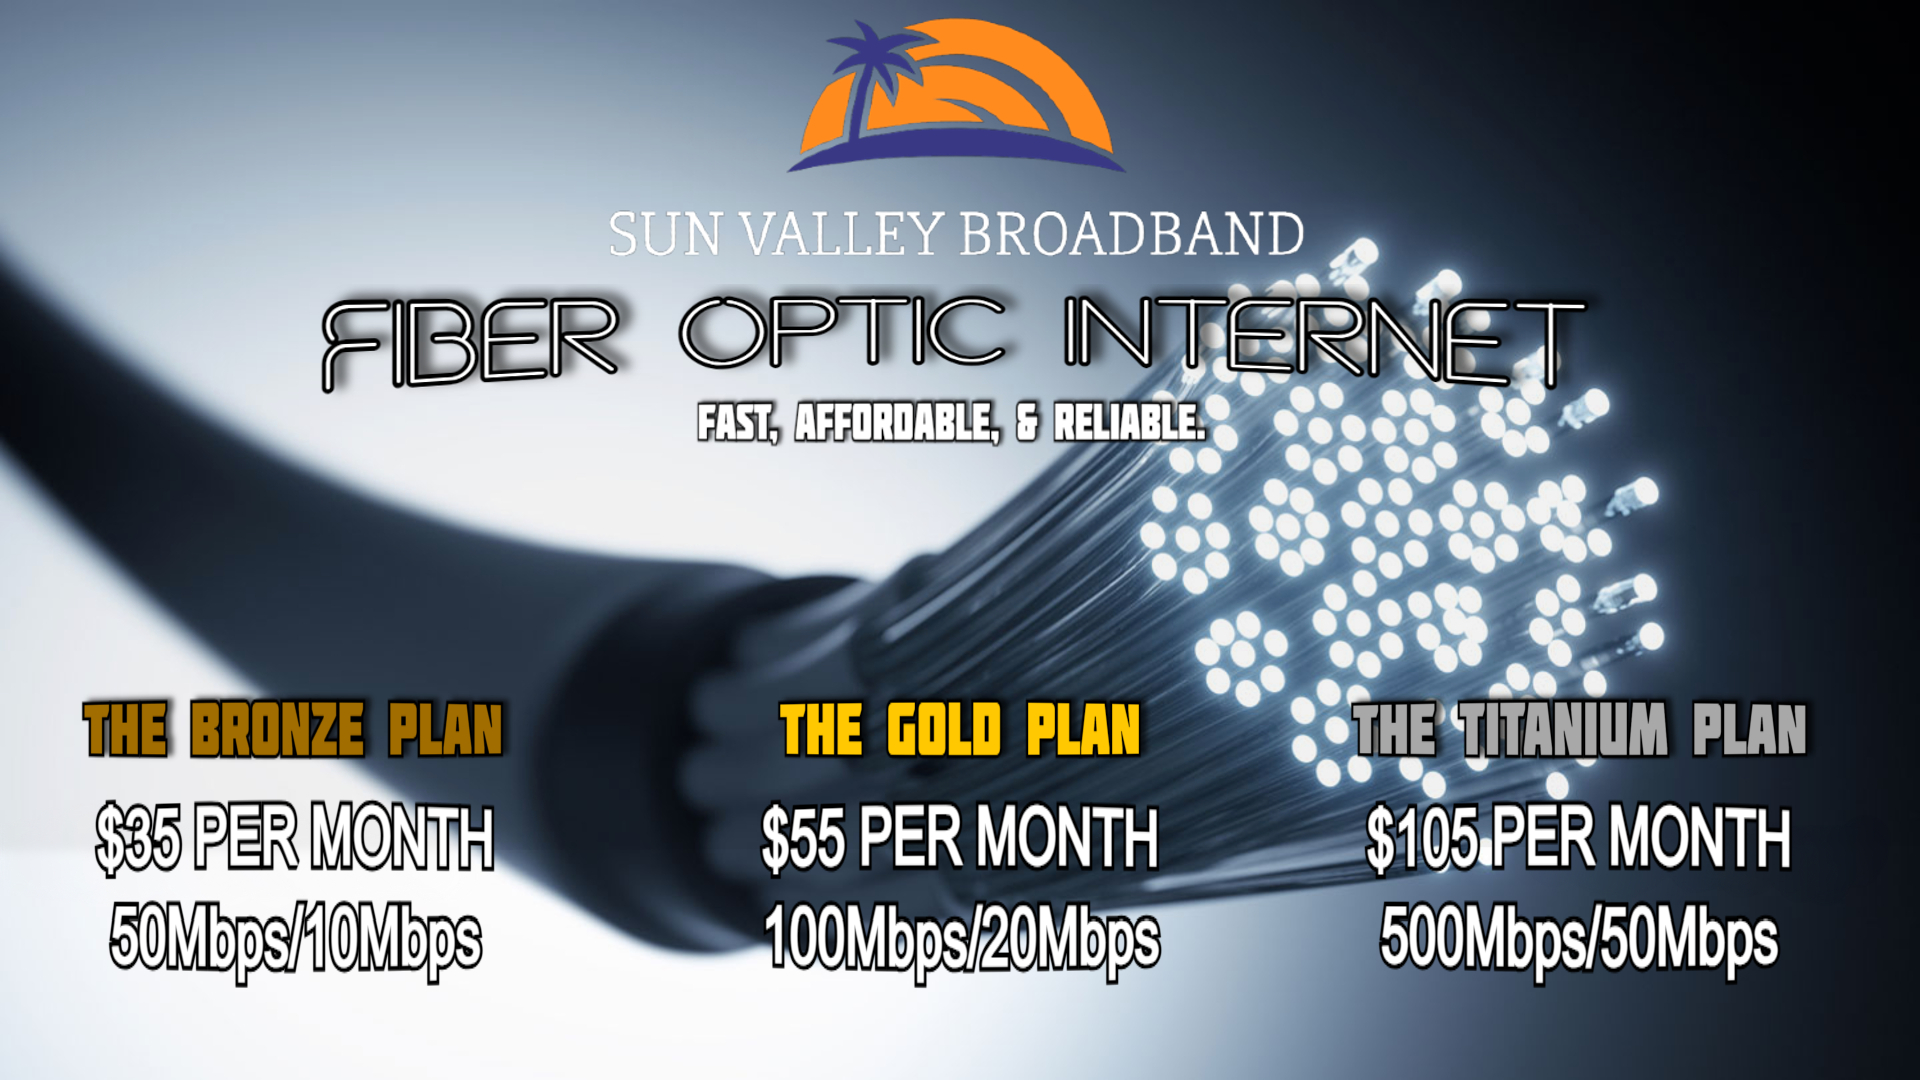 SUN VALLEY BROADBAND
FIBER OPTIC INTERNET
FAST, AFFORDABLE, & RELIABLE.
THE BRONZE PLAN
$35 PER MONTH
50Mbps/10Mbps
THE GOLD PLAN
$55 PER MONTH
100Mbps/20Mbps
THE TITANIUM PLAN
$105 PER MONTH
500Mbps/50Mbps